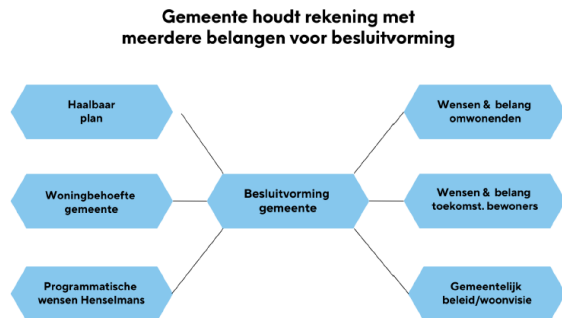 Gemeente houdt rekening met
meerdere belangen voor besluitvorming
Haalbaar
plan
Wensen & belang
omwonenden
Woningbehoefte
gemeente
Besluitvorming
gemeente
Wensen & belang
toekomst. bewoners
Programmatische
wensen Henselmans
Gemeentelijk
beleid/woonvisie